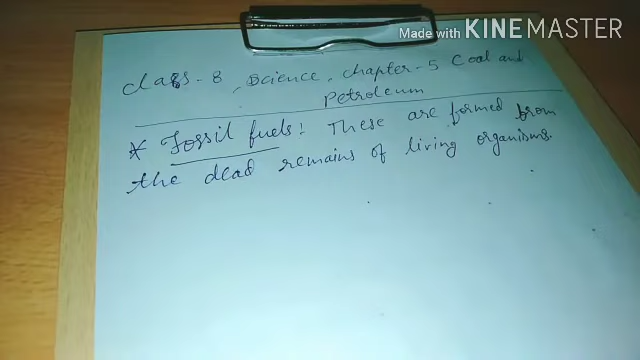 Made with KINEMASTER
Class - 8, Science, Chapter - 5 Coal and
Petroleum
* Fossil fuels: These are formed from
the dead remains of living organisms.